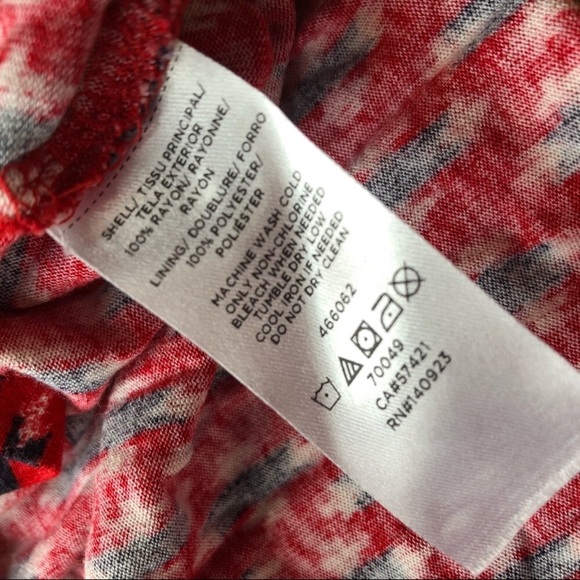 SHELL/ TISSU PRINCIPAL/
TELA EXTERIOR
100% RAYON/ RAYONNE/
RAYON
LINING/ DOUBLURE/ FORRO
100% POLYESTER/
POLIÉSTER
MACHINE WASH COLD
ONLY NON-CHLORINE
BLEACH WHEN NEEDED
TUMBLE DRY LOW
COOL IRON IF NEEDED
DO NOT DRY CLEAN
466062
70049
CA#57421
RN#140923